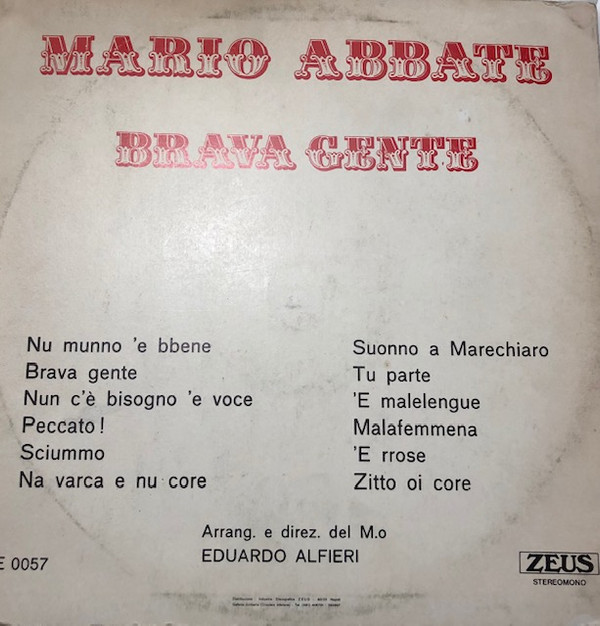 MARIO ABBATE
BRAVA GENTE
Nu munno 'e bbene
Brava gente
Nun c'è bisogno 'e voce
Peccato!
Sciummo
Na varca e nu core
Suonno a Marechiaro
Tu parte
'E malelengue
Malafemmena
'E rrose
Zitto oi core
Arrang. e direz. del M.o
EDUARDO ALFIERI
E 0057
ZEUS
STEREOMONO